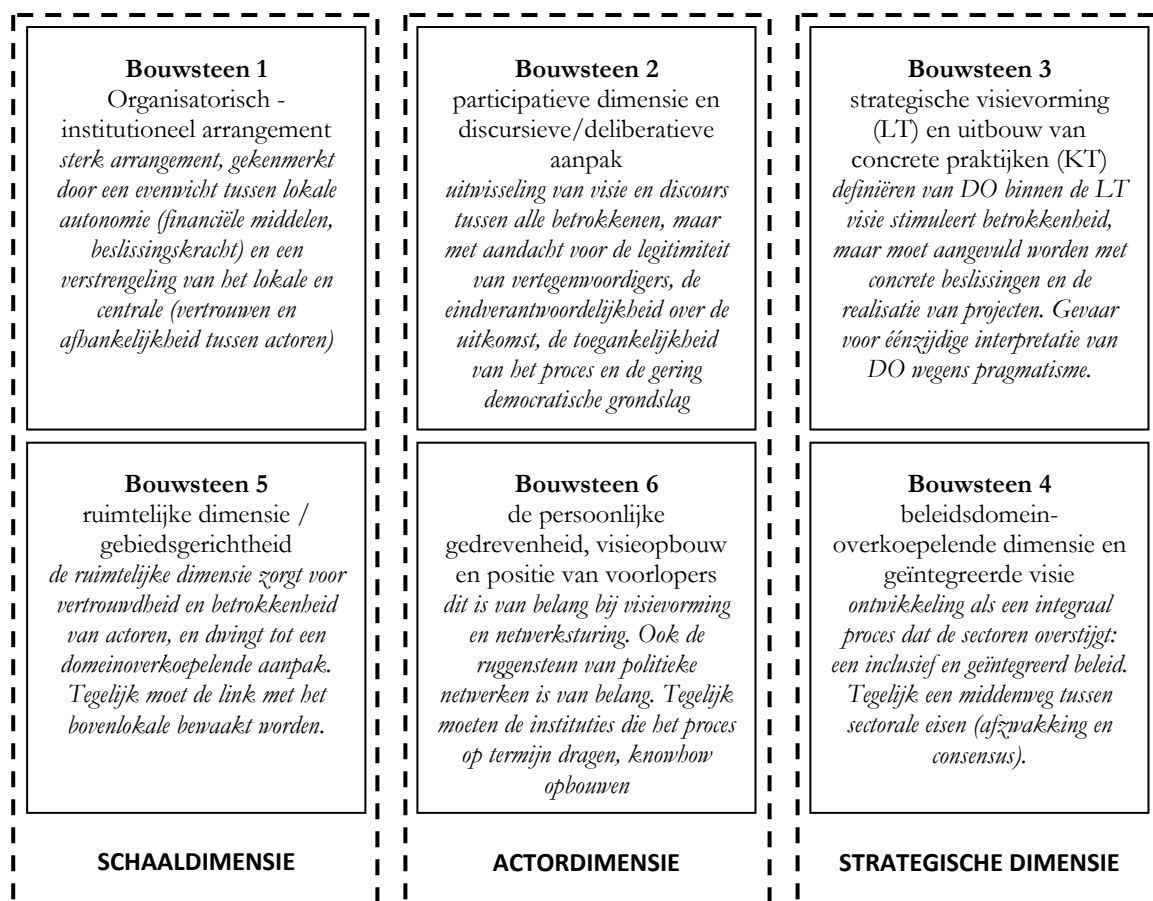 Bouwsteen 1
Organisatorisch -
institutioneel arrangement
sterk arrangement, gekenmerkt
door een evenwicht tussen lokale
autonomie (financiële middelen,
beslissingskracht) en een
verstrengeling van het lokale en
centrale (vertrouwen en
afhankelijkheid tussen actoren)
Bouwsteen 2
participatieve dimensie en
discursieve/deliberatieve
aanpak
uitwisseling van visie en discours
tussen alle betrokkenen, maar
met aandacht voor de legitimiteit
van vertegenwoordigers, de
eindverantwoordelijkheid over de
uitkomst, de toegankelijkheid
van het proces en de gering
democratische grondslag
Bouwsteen 3
strategische visievorming
(LT) en uitbouw van
concrete praktijken (KT)
definiëren van DO binnen de LT
visie stimuleert betrokkenheid,
maar moet aangevuld worden met
concrete beslissingen en de
realisatie van projecten. Gevaar
voor éénzijdige interpretatie van
DO wegens pragmatisme.
Bouwsteen 5
ruimtelijke dimensie /
gebiedsgerichtheid
de ruimtelijke dimensie zorgt voor
vertrouwdheid en betrokkenheid
van actoren, en dwingt tot een
domeinoverkoepelende aanpak.
Tegelijk moet de link met het
bovenlokale bewaakt worden.
Bouwsteen 6
de persoonlijke
gedrevenheid, visieopbouw
en positie van voorlopers
dit is van belang bij visievorming
en netwerksturing. Ook de
ruggensteun van politieke
netwerken is van belang. Tegelijk
moeten de instituties die het proces
op termijn dragen, knowhow
opbouwen
Bouwsteen 4
beleidsdomein-
overkoepelende dimensie en
geïntegreerde visie
ontwikkeling als een integraal
proces dat de sectoren overstijgt:
een inclusief en geïntegreerd beleid.
Tegelijk een middenweg tussen
sectorale eisen (afzwakking en
consensus).
SCHAALDIMENSIE
ACTORDIMENSIE
STRATEGISCHE DIMENSIE